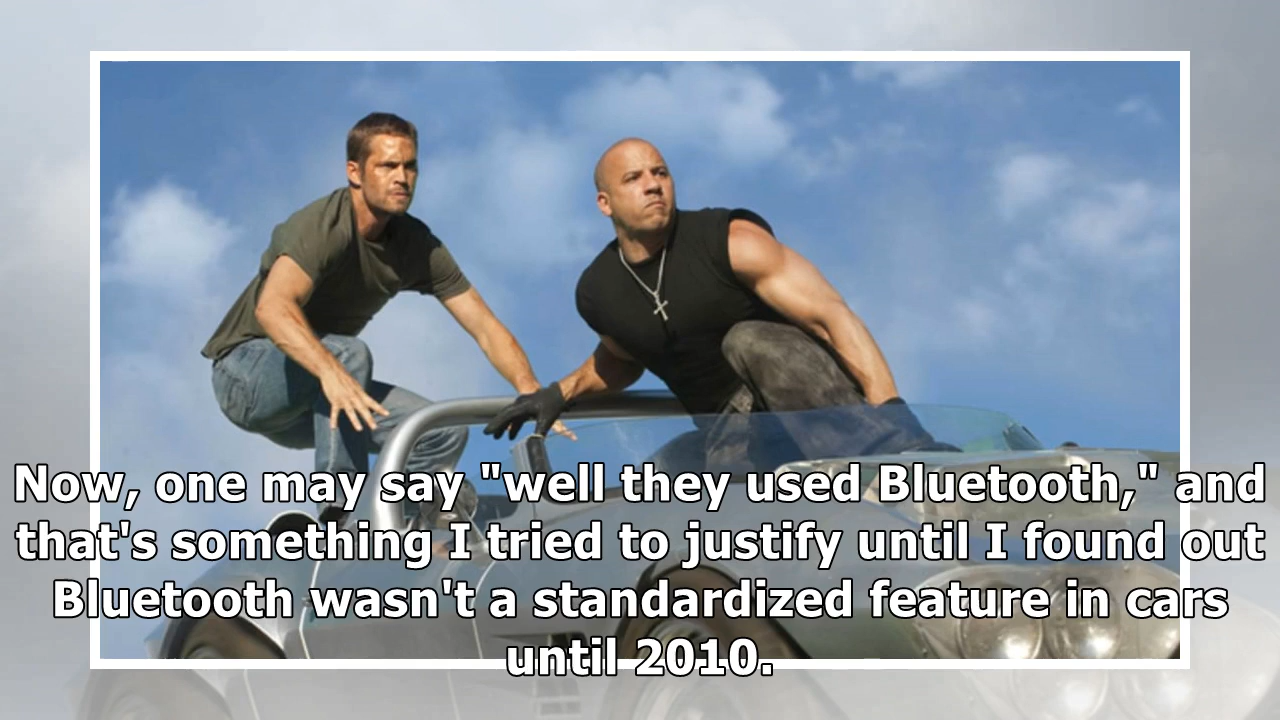 Now, one may say "well they used Bluetooth," and
that's something I tried to justify until I found out
Bluetooth wasn't a standardized feature in cars
until 2010.